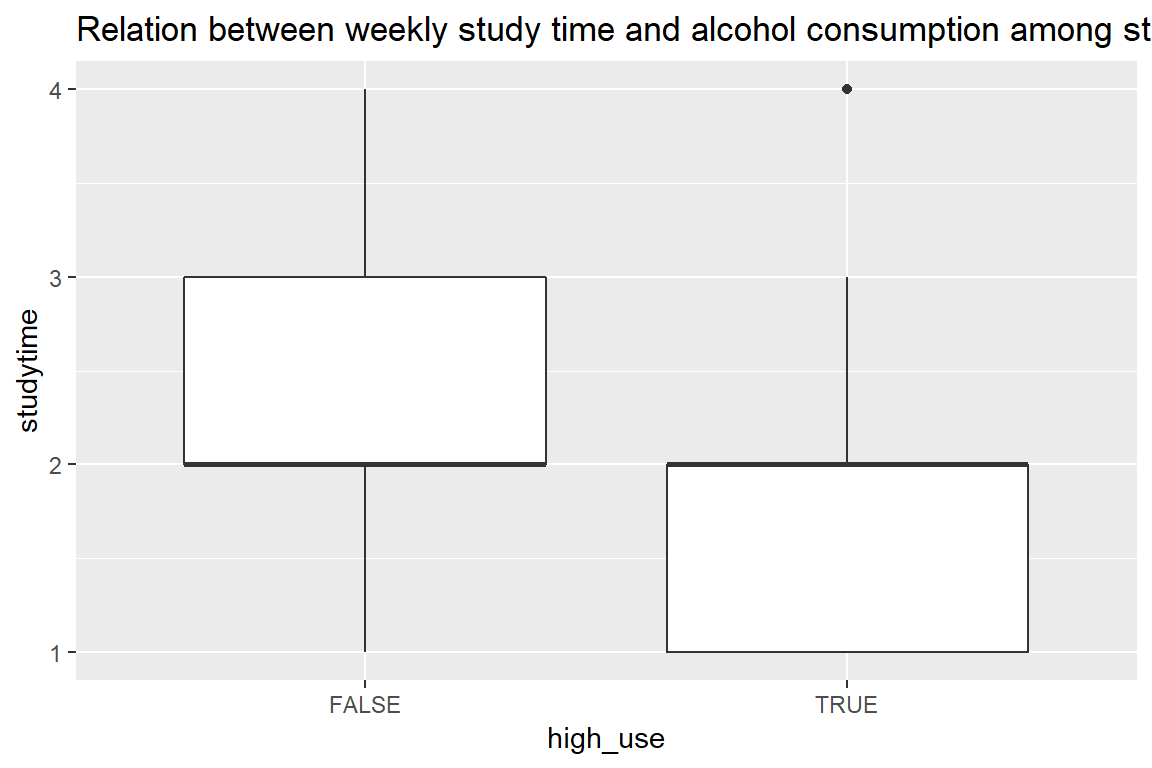 Relation between weekly study time and alcohol consumption among st
4
3
2
1
studytime
FALSE
TRUE
high_use